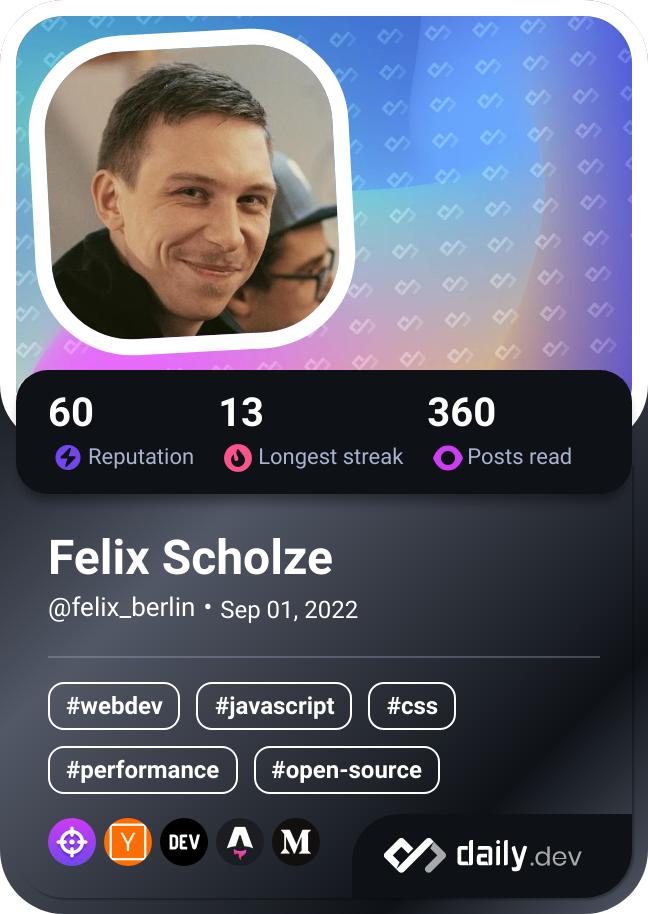 60 13 360
Reputation Longest streak Posts read
Felix Scholze
@felix_berlin • Sep 01, 2022
#webdev #javascript #css
#performance #open-source
Y DEV A M
daily.dev